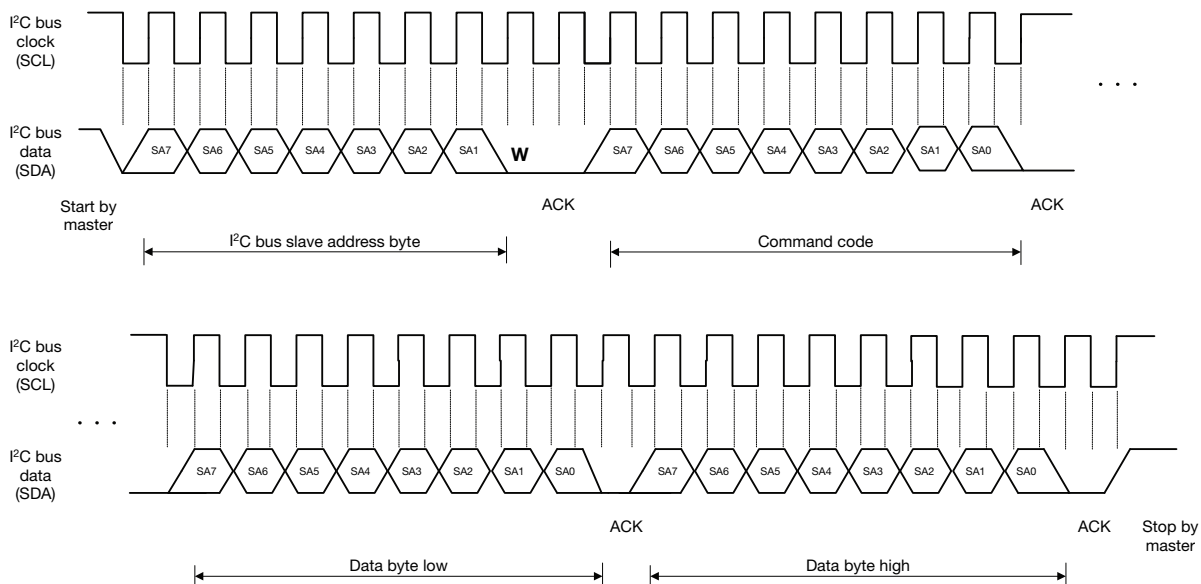 I²C bus
clock
(SCL)
. . .
I²C bus
data
(SDA)
SA7 SA6 SA5 SA4 SA3 SA2 SA1 W SA7 SA6 SA5 SA4 SA3 SA2 SA1 SA0
Start by
master
ACK ACK
I²C bus slave address byte Command code
I²C bus
clock
(SCL)
. . .
I²C bus
data
(SDA)
SA7 SA6 SA5 SA4 SA3 SA2 SA1 SA0 SA7 SA6 SA5 SA4 SA3 SA2 SA1 SA0
ACK ACK Stop by
master
Data byte low Data byte high